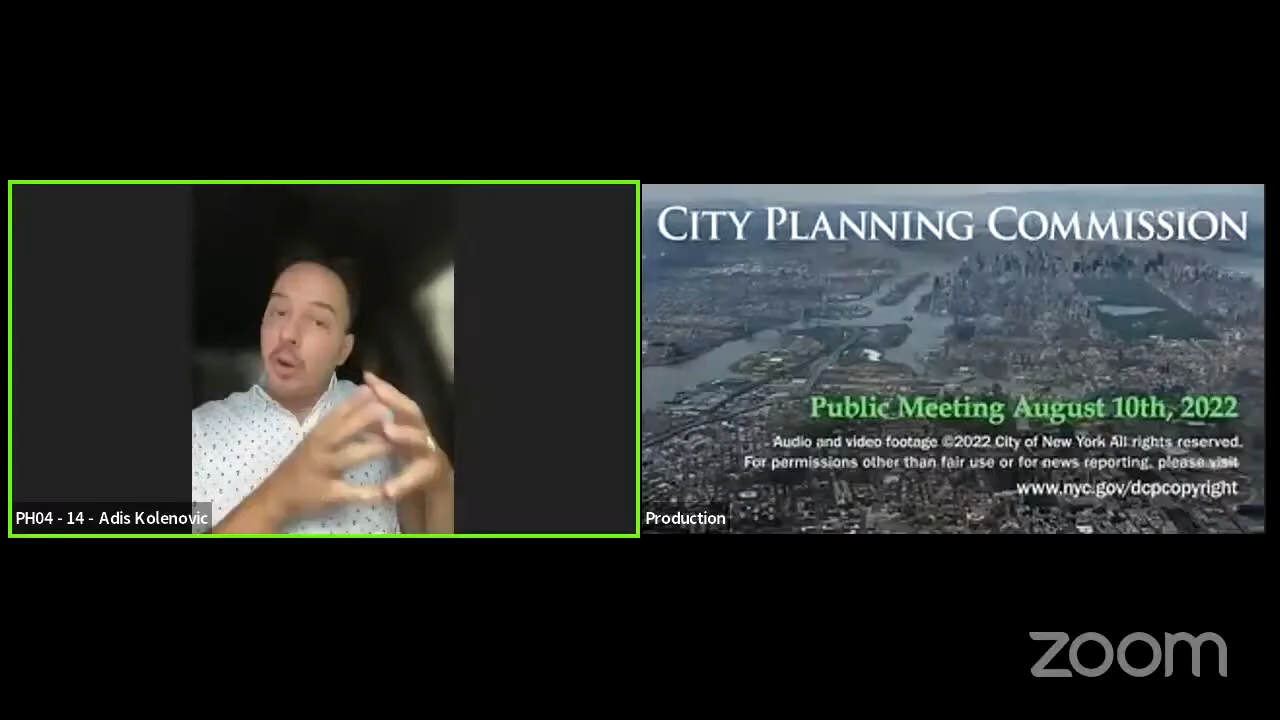 CITY PLANNING COMMISSION
Public Meeting August 10th, 2022
Audio and video footage ©2022 City of New York All rights reserved.
For permissions other than fair use or for news reporting, please visit
www.nyc.gov/dcpcopyright
PH04 - 14 - Adis Kolenovic
Production
zoom